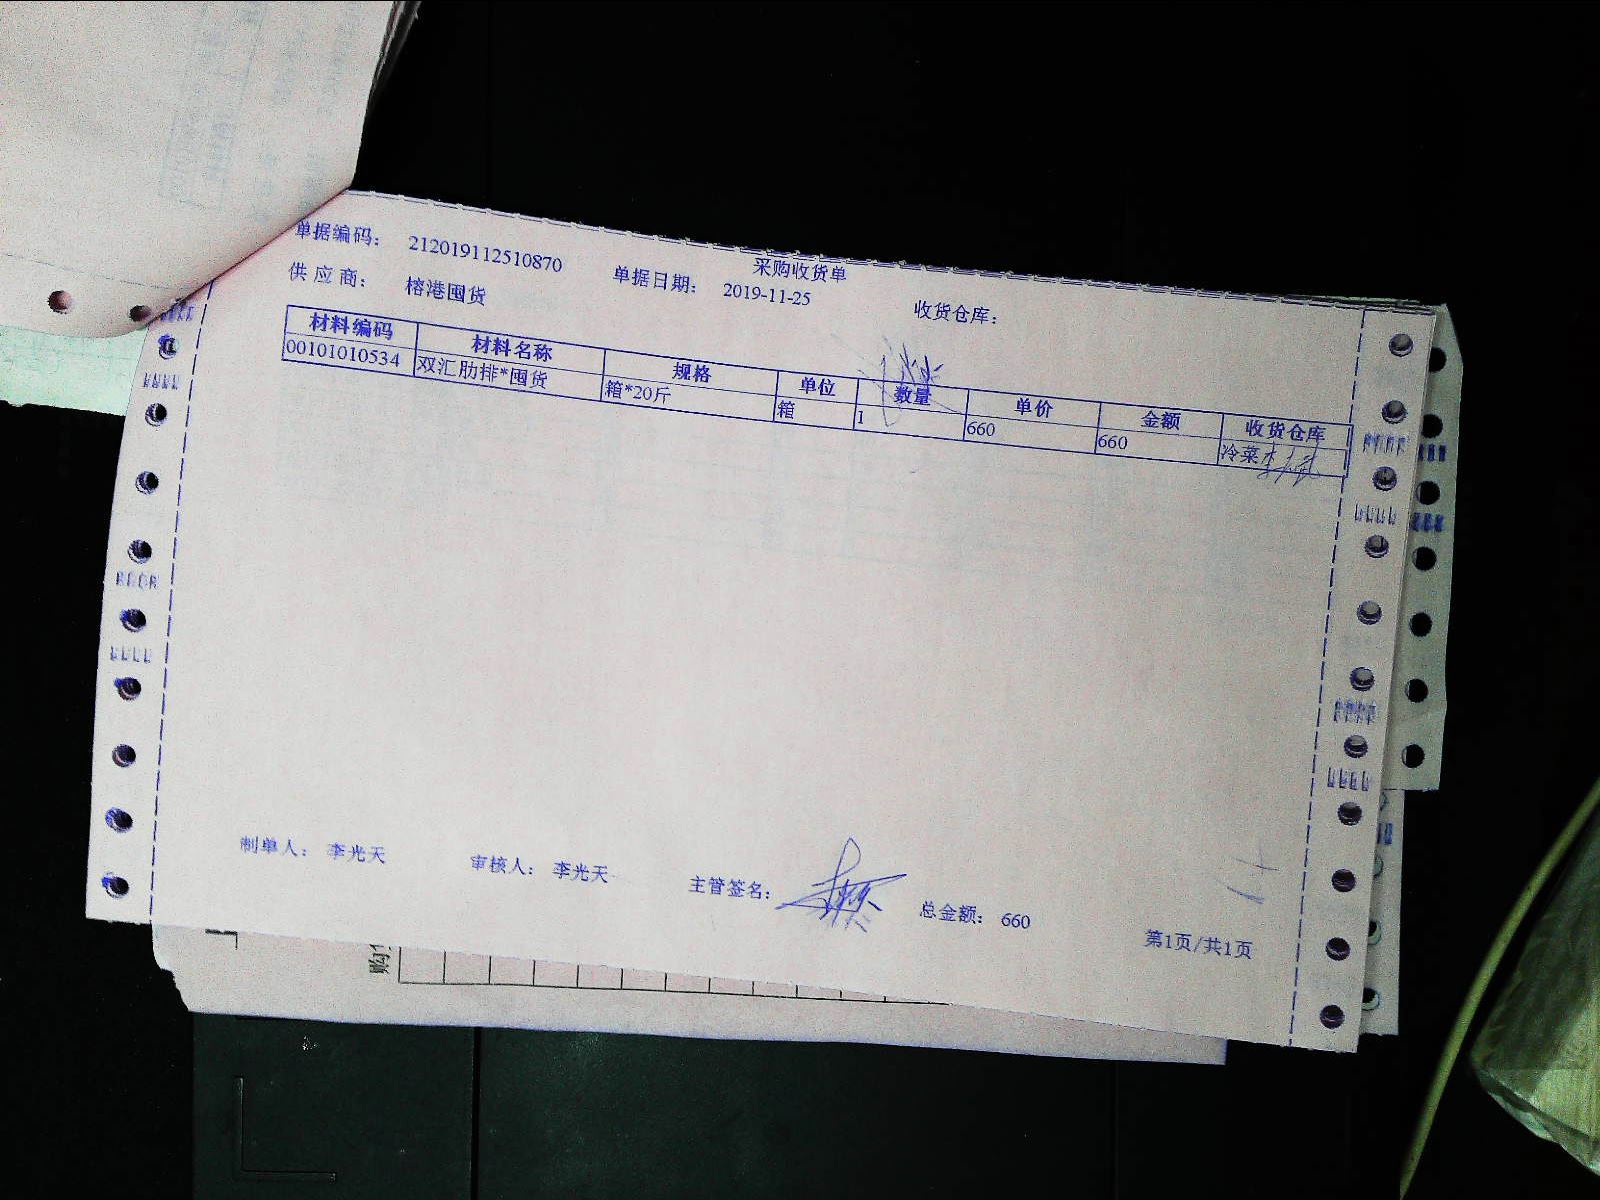 采购收货单
单据编码: 212019112510870 单据日期: 2019-11-25 收货仓库:
供应商: 榕港囤货
材料编码 材料名称 规格 单位 数量 单价 金额 收货仓库
00101010534 双汇肋排*囤货 箱*20斤 箱 1 660 660 冷菜
制单人: 李光天 审核人: 李光天 主管签名: 总金额: 660
第1页/共1页
购